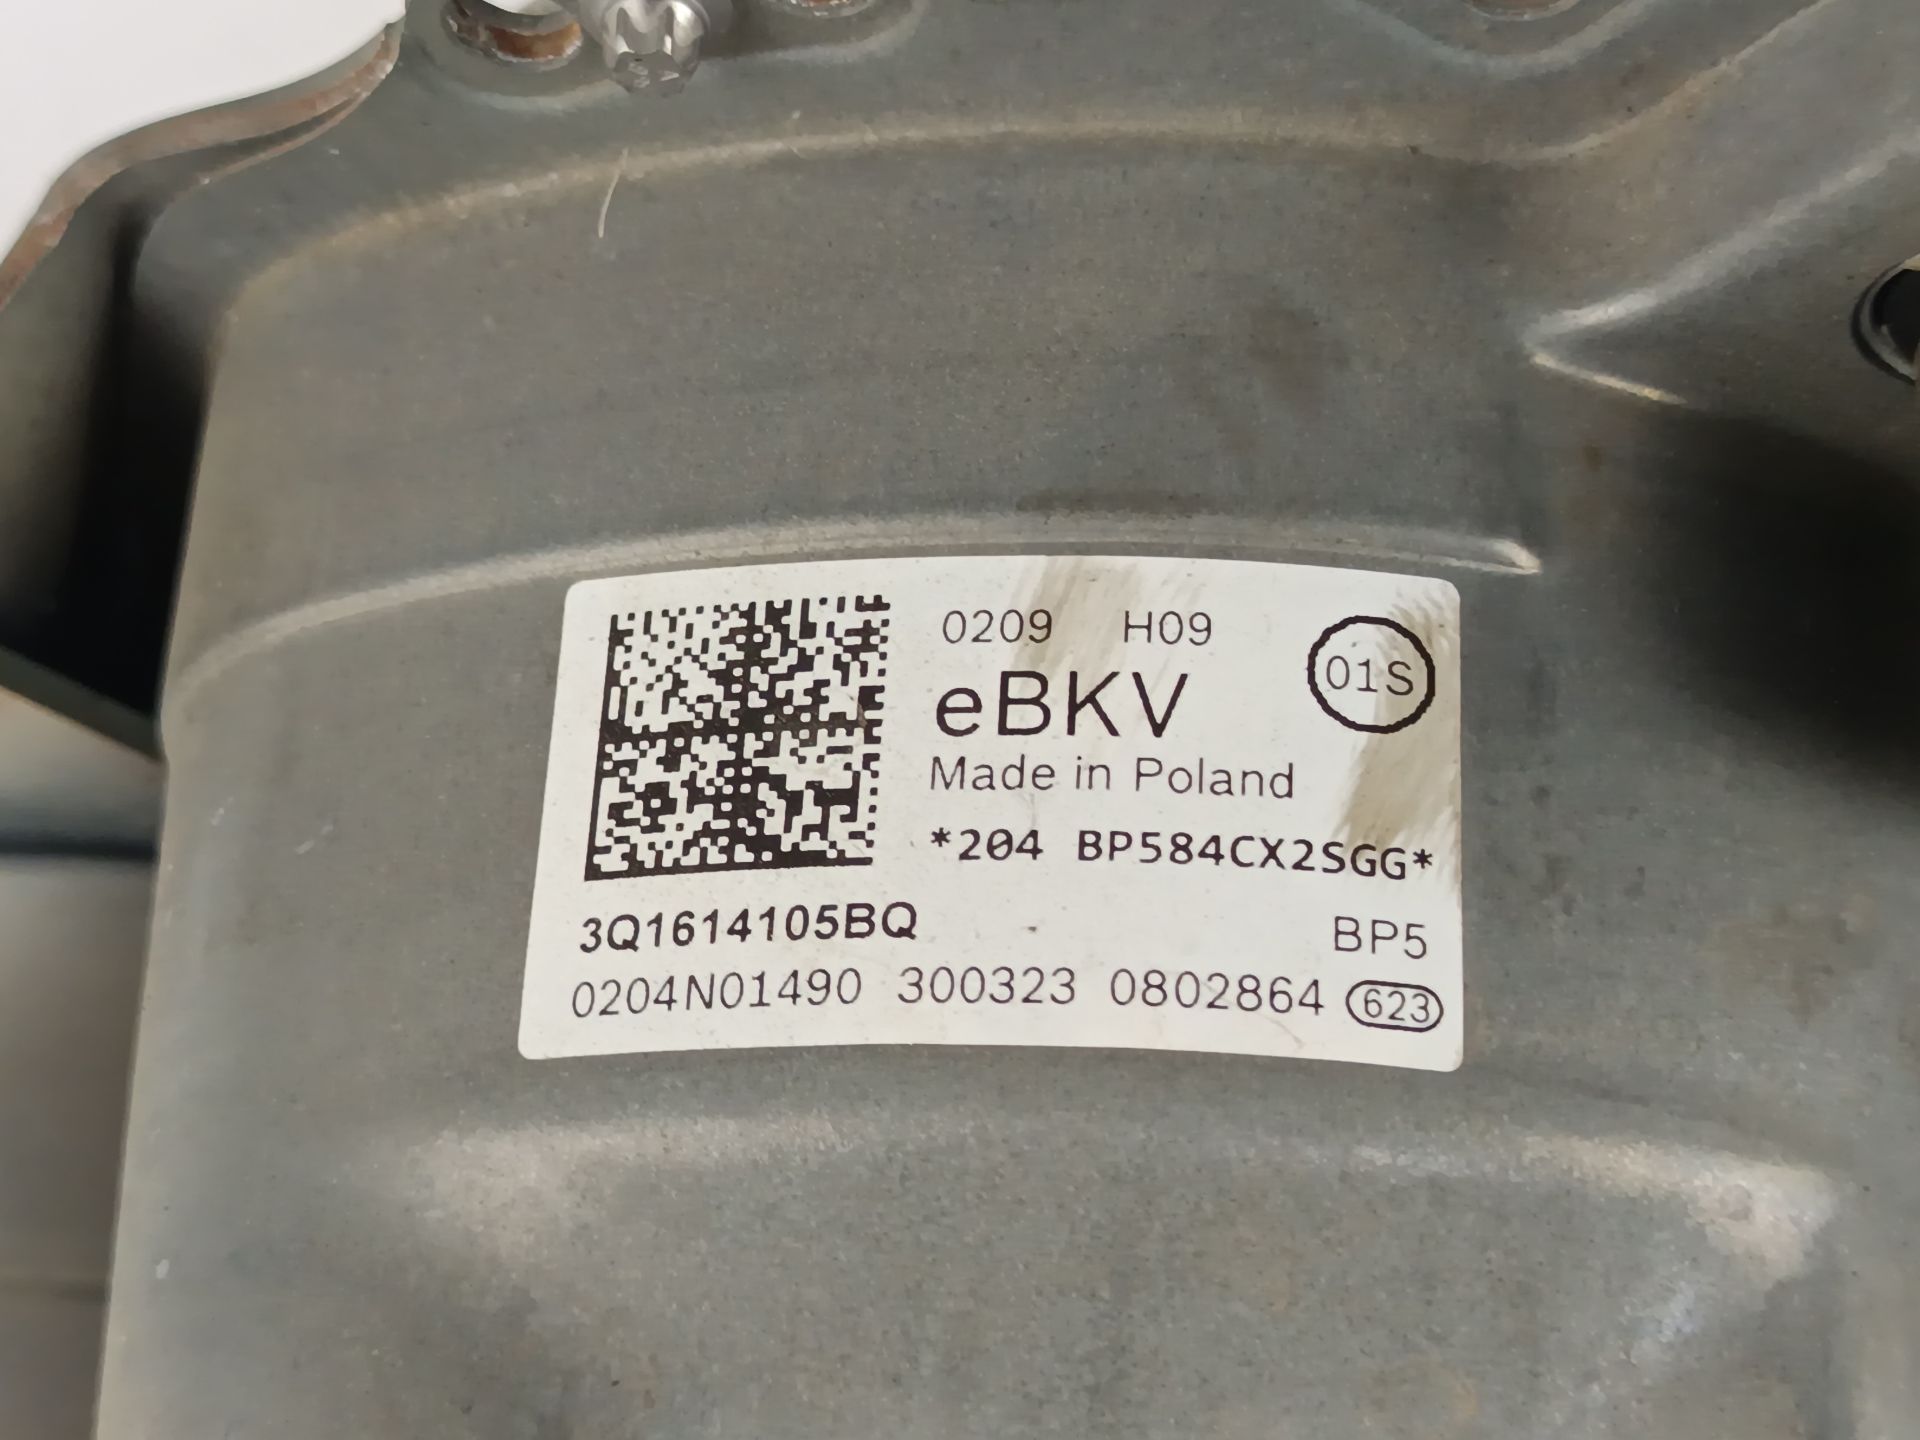 0209 H09
01S
eBKV
Made in Poland
*204 BP584CX2SGG*
3Q1614105BQ BP5
0204N01490 300323 0802864 623